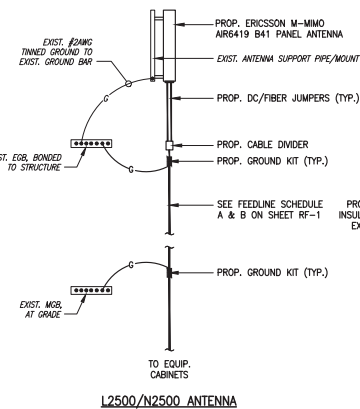 PROP. ERICSSON M-MIMO
AIR6419 B41 PANEL ANTENNA
EXIST. #2AWG
TINNED GROUND TO
EXIST. GROUND BAR
EXIST. ANTENNA SUPPORT PIPE/MOUNT
G
PROP. DC/FIBER JUMPERS (TYP.)
PROP. CABLE DIVIDER
EGB, BONDED
TO STRUCTURE
G
PROP. GROUND KIT (TYP.)
SEE FEEDLINE SCHEDULE
A & B ON SHEET RF-1
G
PROP. GROUND KIT (TYP.)
EXIST. MGB,
AT GRADE
TO EQUIP.
CABINETS
L2500/N2500 ANTENNA